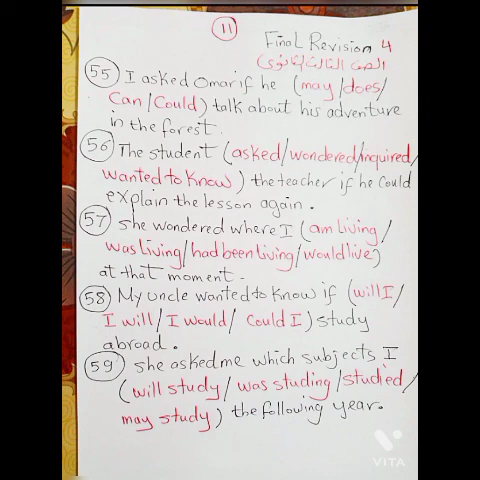 11
Final Revision 4
الصف الثالث الثانوى)
55 I asked Omar if he (may/does/
Can/Could) talk about his adventure
in the forest.
56 The student (asked/wondered/inquired/
wanted to know) the teacher if he could
explain the lesson again.
57 she wondered where I (am living/
was living/had been living/would live)
at that moment.
58 My uncle wanted to know if (will I/
I will/I would/could I) study
abroad.
59 she asked me which subjects I
(will study/was studing/studied/
may study) the following year.
VITA